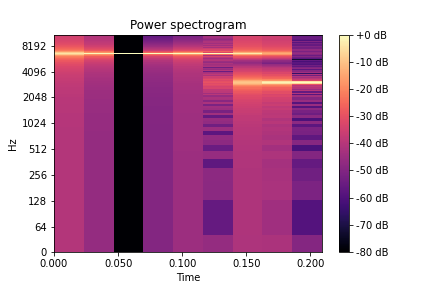 Power spectrogram
Hz
8192
4096
2048
1024
512
256
128
64
0
0.000 0.050 0.100 0.150 0.200
Time
+0 dB
-10 dB
-20 dB
-30 dB
-40 dB
-50 dB
-60 dB
-70 dB
-80 dB